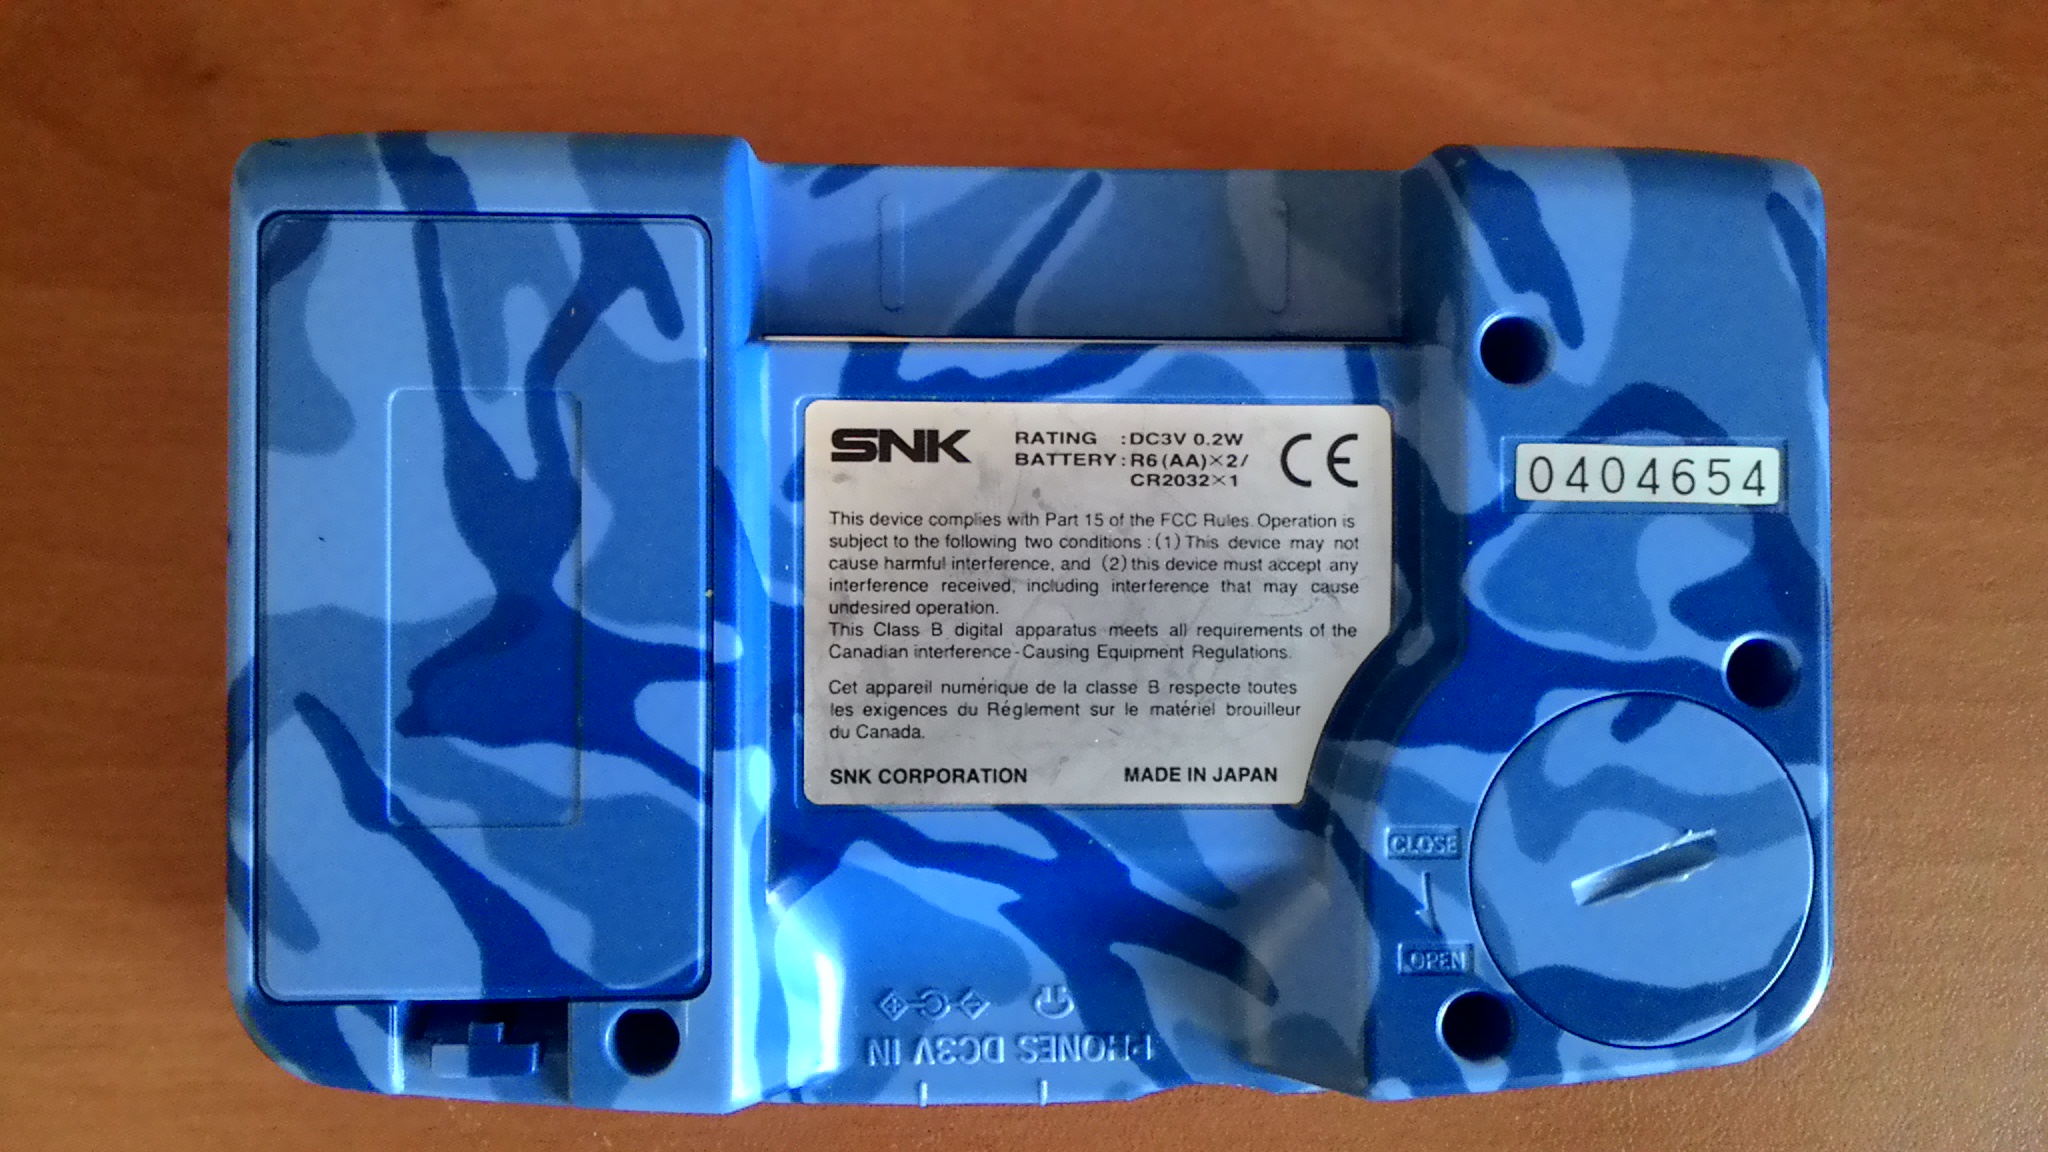 SNK
RATING :DC3V 0.2W
BATTERY:R6(AA)×2/
CR2032×1
CE
This device complies with Part 15 of the FCC Rules. Operation is
subject to the following two conditions : (1) This device may not
cause harmful interference, and (2) this device must accept any
interference received, including interference that may cause
undesired operation.
This Class B digital apparatus meets all requirements of the
Canadian interference-Causing Equipment Regulations.
Cet appareil numérique de la classe B respecte toutes
les exigences du Réglement sur le matériel brouilleur
du Canada.
SNK CORPORATION MADE IN JAPAN
0404654
CLOSE
OPEN
PHONES DC3V IN